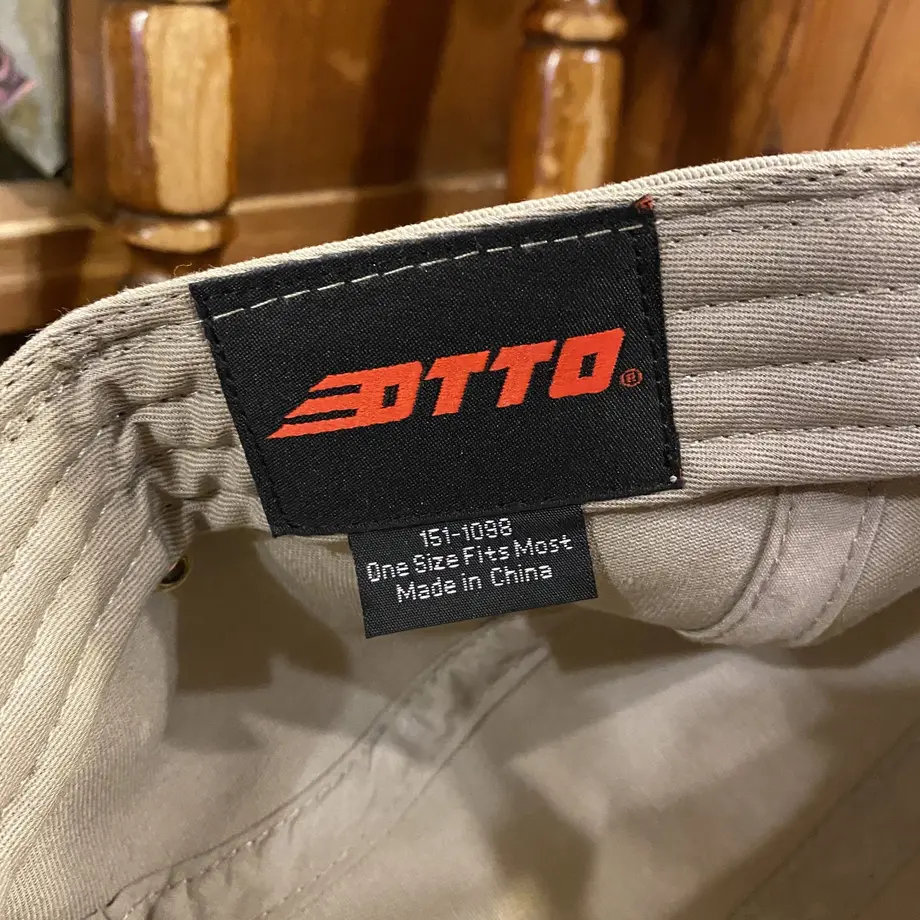 OTTO®
151-1098
One Size Fits Most
Made in China